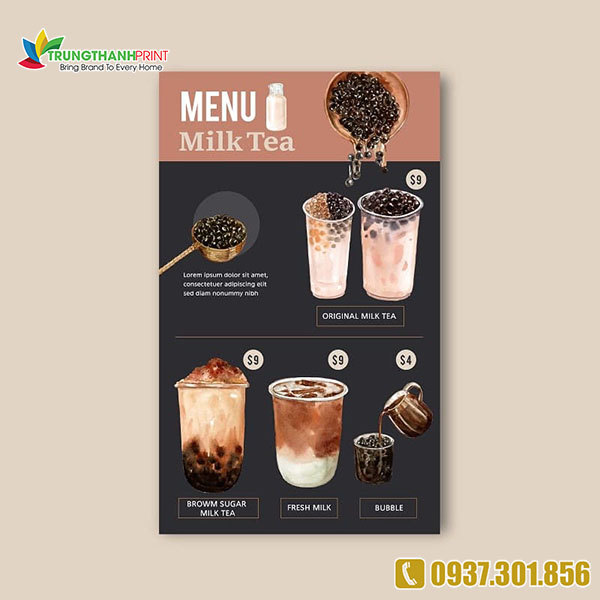 TRUNGTHANHPRINT
Bring Brand To Every Home
MENU
Milk Tea
$9
Lorem ipsum dolor sit amet,
consectetuer adipiscing elit,
sed diam nonummy nibh
ORIGINAL MILK TEA
$9
$9
$4
BROWM SUGAR
MILK TEA
FRESH MILK
BUBBLE
0937.301.856